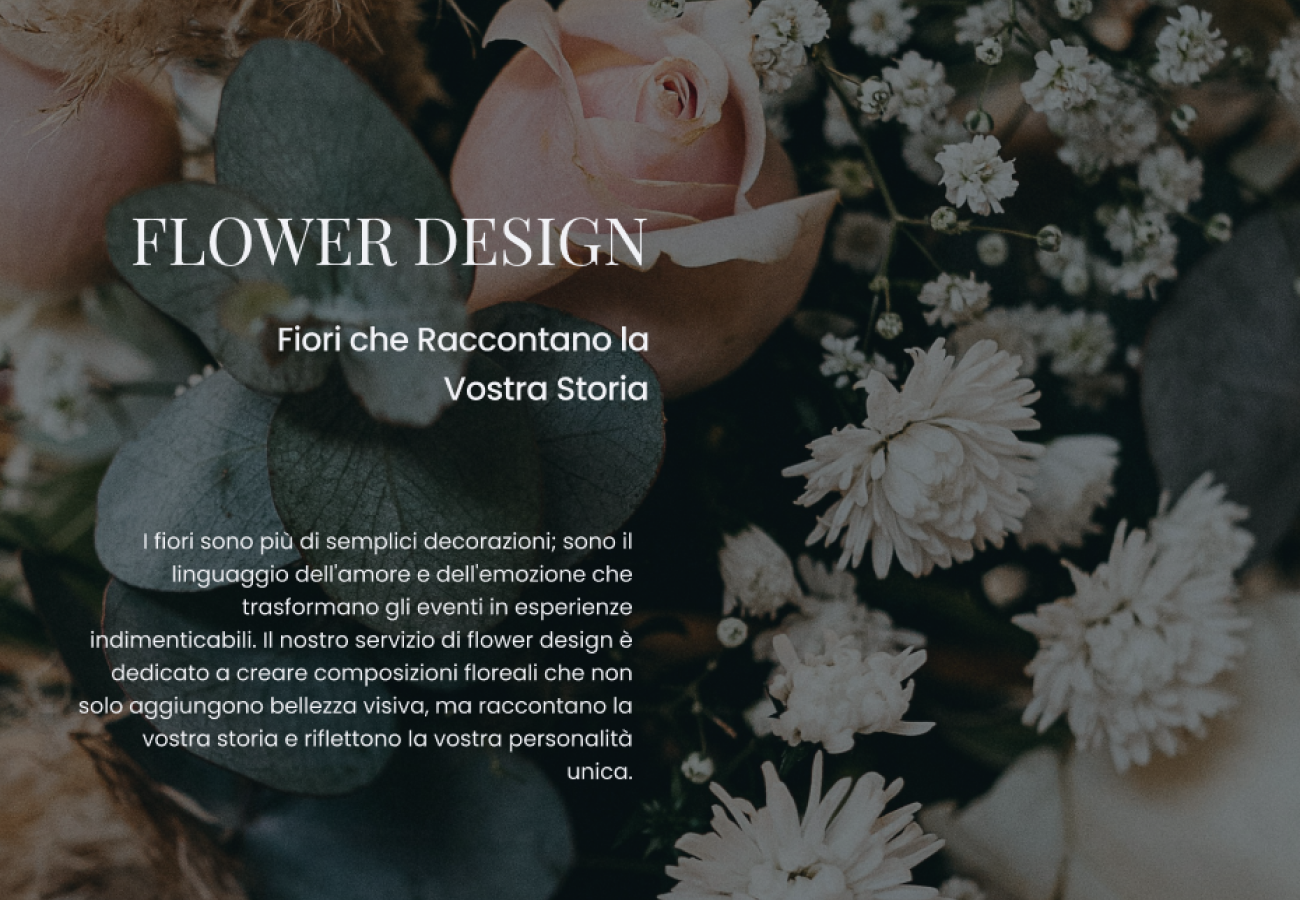 FLOWER DESIGN
Fiori che Raccontano la
Vostra Storia
I fiori sono più di semplici decorazioni; sono il
linguaggio dell'amore e dell'emozione che
trasformano gli eventi in esperienze
indimenticabili. Il nostro servizio di flower design è
dedicato a creare composizioni floreali che non
solo aggiungono bellezza visiva, ma raccontano la
vostra storia e riflettono la vostra personalità
unica.